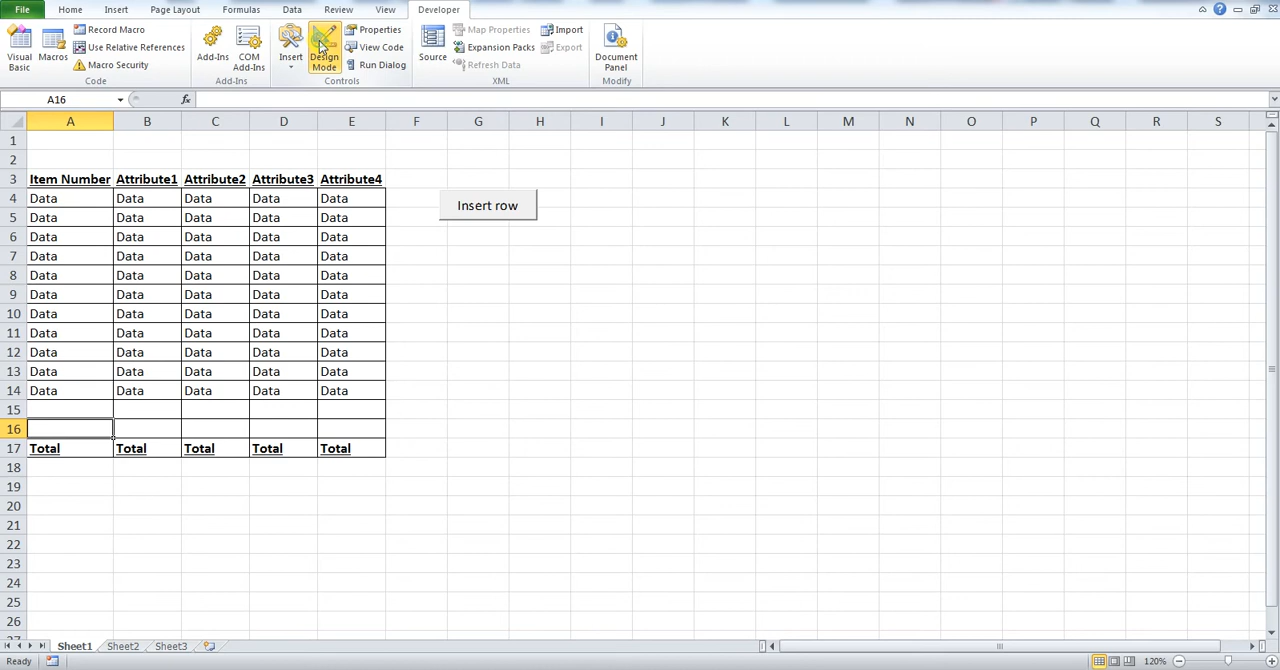 File Home Insert Page Layout Formulas Data Review View Developer
Visual Basic Macros Record Macro Use Relative References Macro Security Add-Ins COM Add-Ins Insert Design Mode Properties View Code Run Dialog Source Map Properties Expansion Packs Refresh Data Import Export Document Panel
Code Add-Ins Controls XML Modify
A16 fx
A B C D E F G H I J K L M N O P Q R S
1
2
3 Item Number Attribute1 Attribute2 Attribute3 Attribute4
4 Data Data Data Data Data Insert row
5 Data Data Data Data Data
6 Data Data Data Data Data
7 Data Data Data Data Data
8 Data Data Data Data Data
9 Data Data Data Data Data
10 Data Data Data Data Data
11 Data Data Data Data Data
12 Data Data Data Data Data
13 Data Data Data Data Data
14 Data Data Data Data Data
15
16
17 Total Total Total Total Total
18
19
20
21
22
23
24
25
26
27
Sheet1 Sheet2 Sheet3
Ready 120%